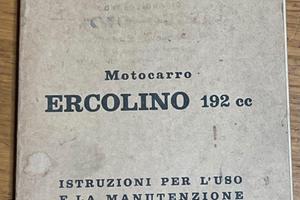 Motocarro
ERCOLINO 192 cc
ISTRUZIONI PER L'USO
E LA MANUTENZIONE